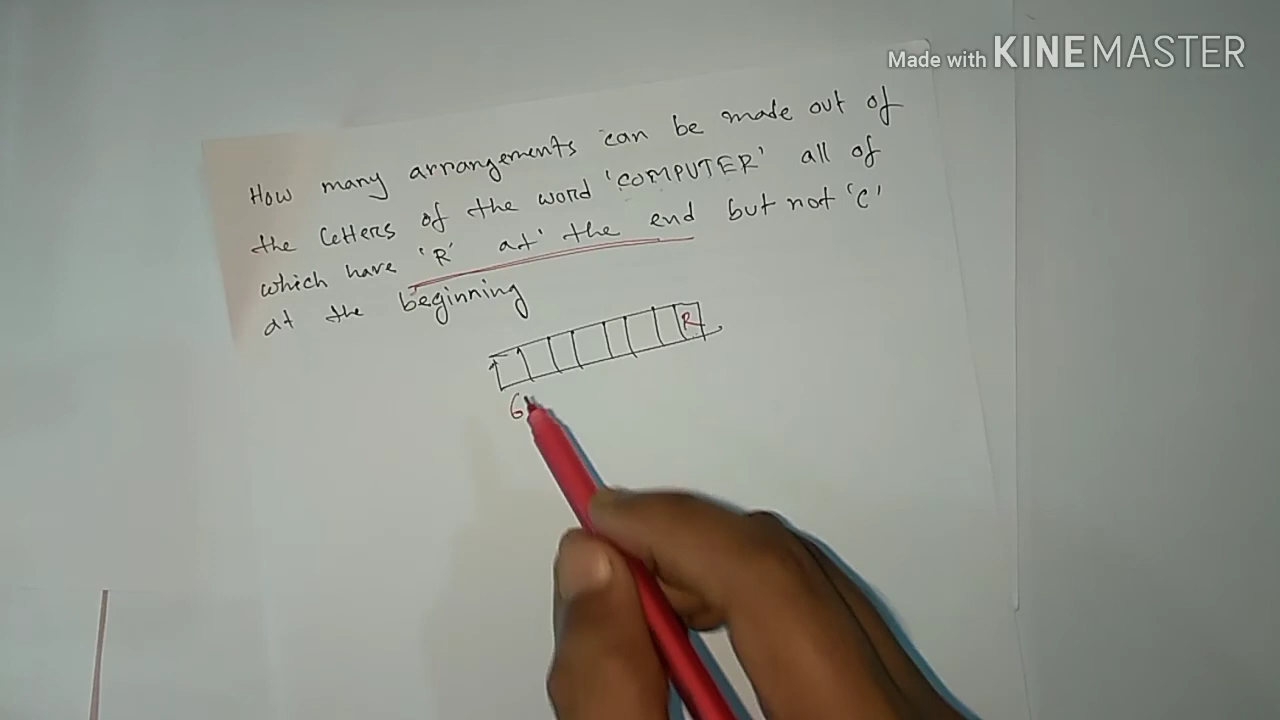 Made with KINEMASTER
How many arrangements can be made out of
the letters of the word 'COMPUTER' all of
which have 'R' at the end but not 'C'
at the beginning
R
6